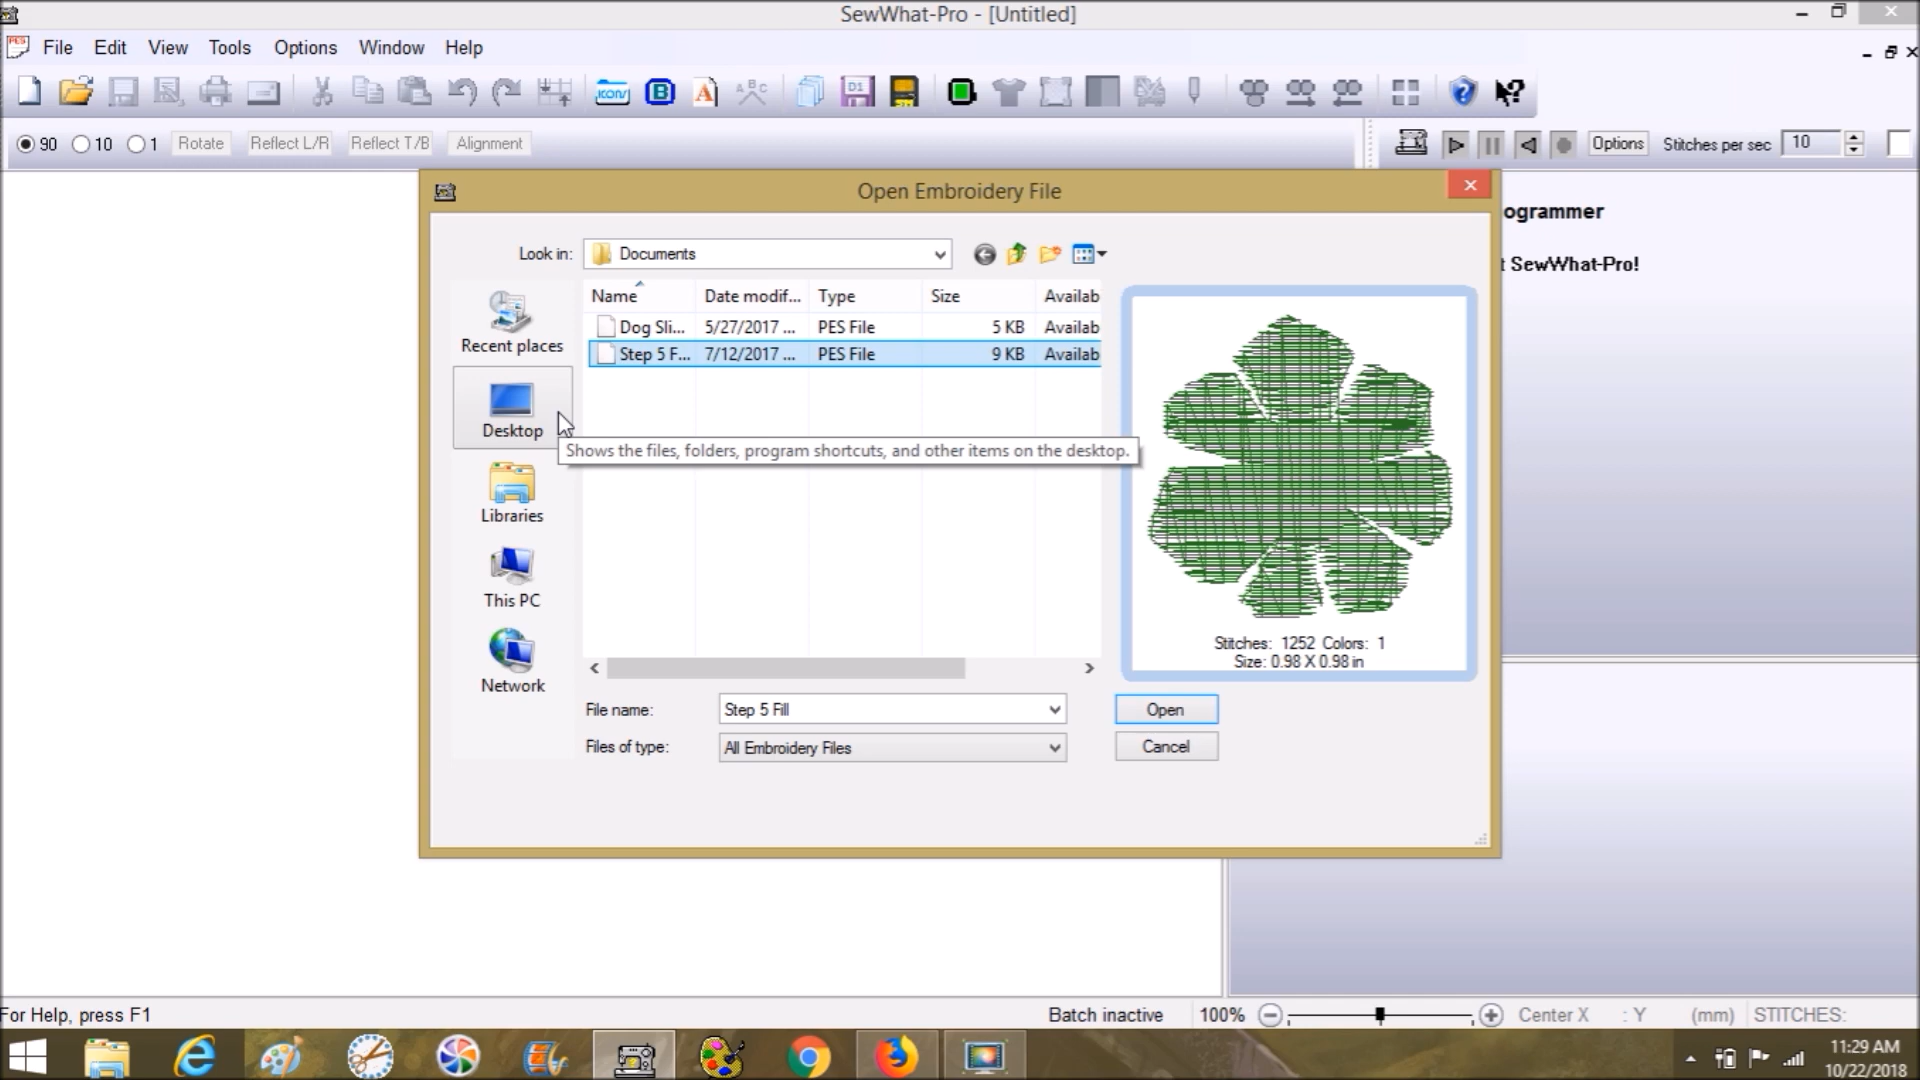 SewWhat-Pro - [Untitled]
File Edit View Tools Options Window Help
90 10 1 Rotate Reflect L/R Reflect T/B Alignment Options Stitches per sec 10
Open Embroidery File
ogrammer
t SewWhat-Pro!
Look in: Documents
Name Date modif... Type Size Availab
Dog Sli... 5/27/2017 ... PES File 5 KB Availab
Step 5 F... 7/12/2017 ... PES File 9 KB Availab
Recent places
Desktop
Shows the files, folders, program shortcuts, and other items on the desktop.
Libraries
This PC
Network
Stitches: 1252 Colors: 1
Size: 0.98 X 0.98 in
File name: Step 5 Fill Open
Files of type: All Embroidery Files Cancel
For Help, press F1 Batch inactive 100% Center X : Y (mm) STITCHES:
11:29 AM
10/22/2018